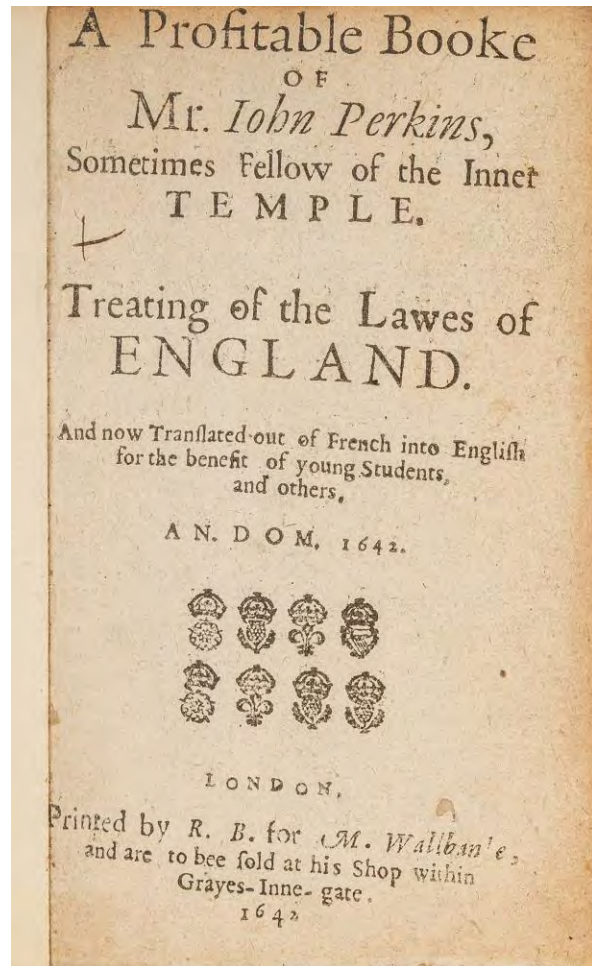 A Profitable Booke
OF
Mr. Iohn Perkins,
Sometimes Fellow of the Inner
TEMPLE.
Treating of the Lawes of
ENGLAND.
And now Tranſlated out of French into Engliſh
for the benefit of young Students,
and others,
AN. DOM, 1642.
LONDON,
Printed by R. B. for M. Wallban'e,
and are to bee ſold at his Shop within
Grayes-Inne-gate.
1642